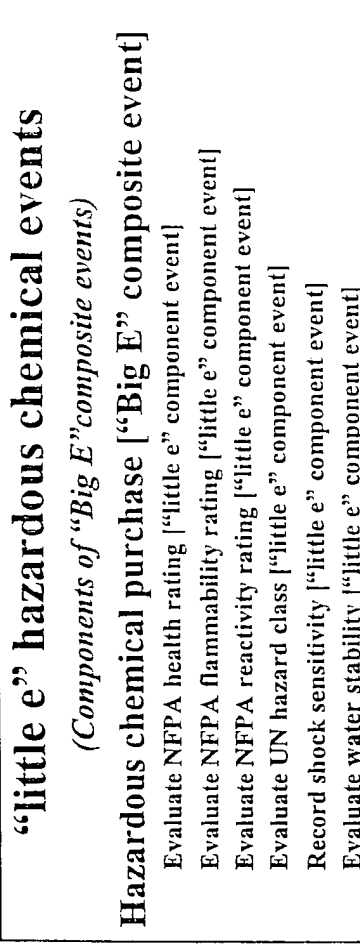 “little e” hazardous chemical events
(Components of “Big E”composite events)
Hazardous chemical purchase [“Big E” composite event]
Evaluate NFPA health rating [“little e” component event]
Evaluate NFPA flammability rating [“little e” component event]
Evaluate NFPA reactivity rating [“little e” component event]
Evaluate UN hazard class [“little e” component event]
Record shock sensitivity [“little e” component event]
Evaluate water stability [“little e” component event]